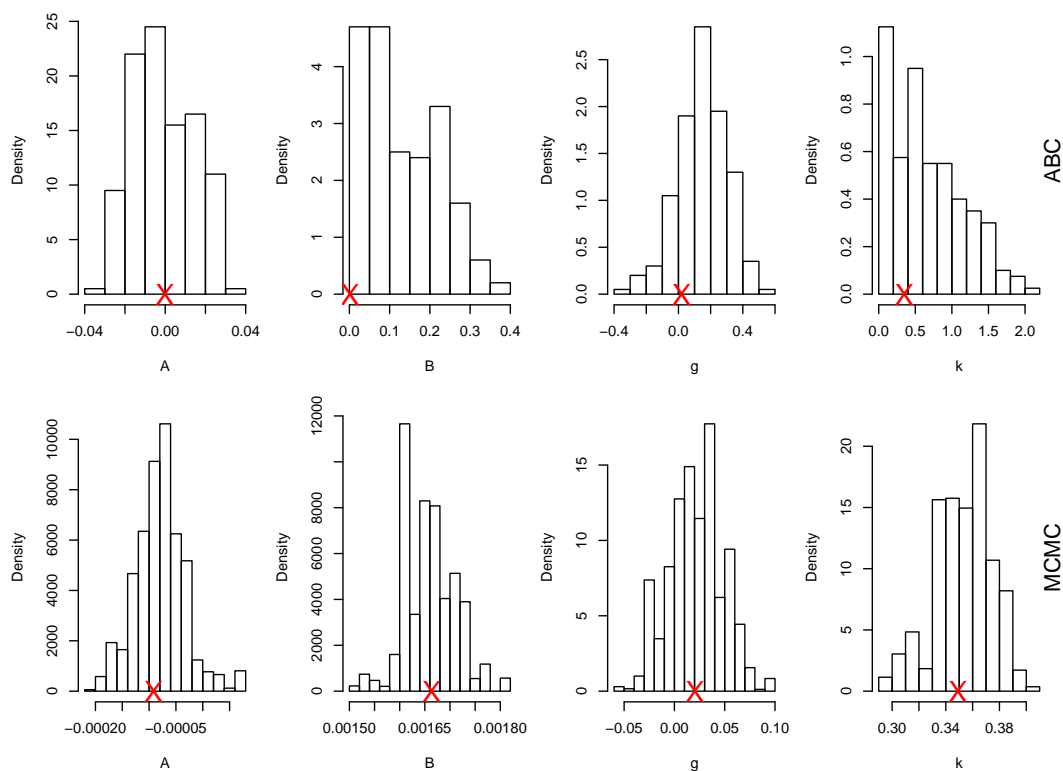 Density
0 5 10 15 20 25
−0.04 0.00 0.04
A
Density
0 1 2 3 4
0.0 0.1 0.2 0.3 0.4
B
Density
0.0 0.5 1.0 1.5 2.0 2.5
−0.4 0.0 0.4
g
Density
0.0 0.2 0.4 0.6 0.8 1.0
0.0 0.5 1.0 1.5 2.0
k
ABC
Density
0 2000 4000 6000 8000 10000
−0.00020 −0.00005
A
Density
0 2000 4000 6000 8000 12000
0.00150 0.00165 0.00180
B
Density
0 5 10 15
−0.05 0.00 0.05 0.10
g
Density
0 5 10 15 20
0.30 0.34 0.38
k
MCMC